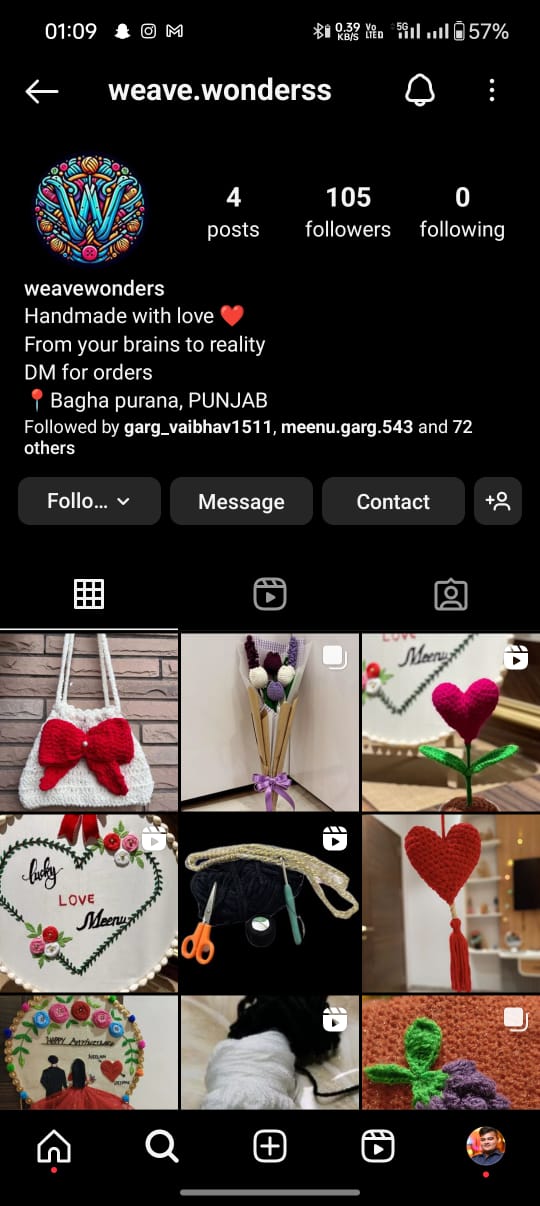 01:09
0.39 KB/S
Vo LTED
5G
57%
weave.wonderss
W
4 105 0
posts followers following
weavewonders
Handmade with love ❤️
From your brains to reality
DM for orders
📍Bagha purana, PUNJAB
Followed by garg_vaibhav1511, meenu.garg.543 and 72
others
Follo...
Message
Contact
LOVE
Meenu
lucky
LOVE
Meenu
HAPPY ANNIVERSARY